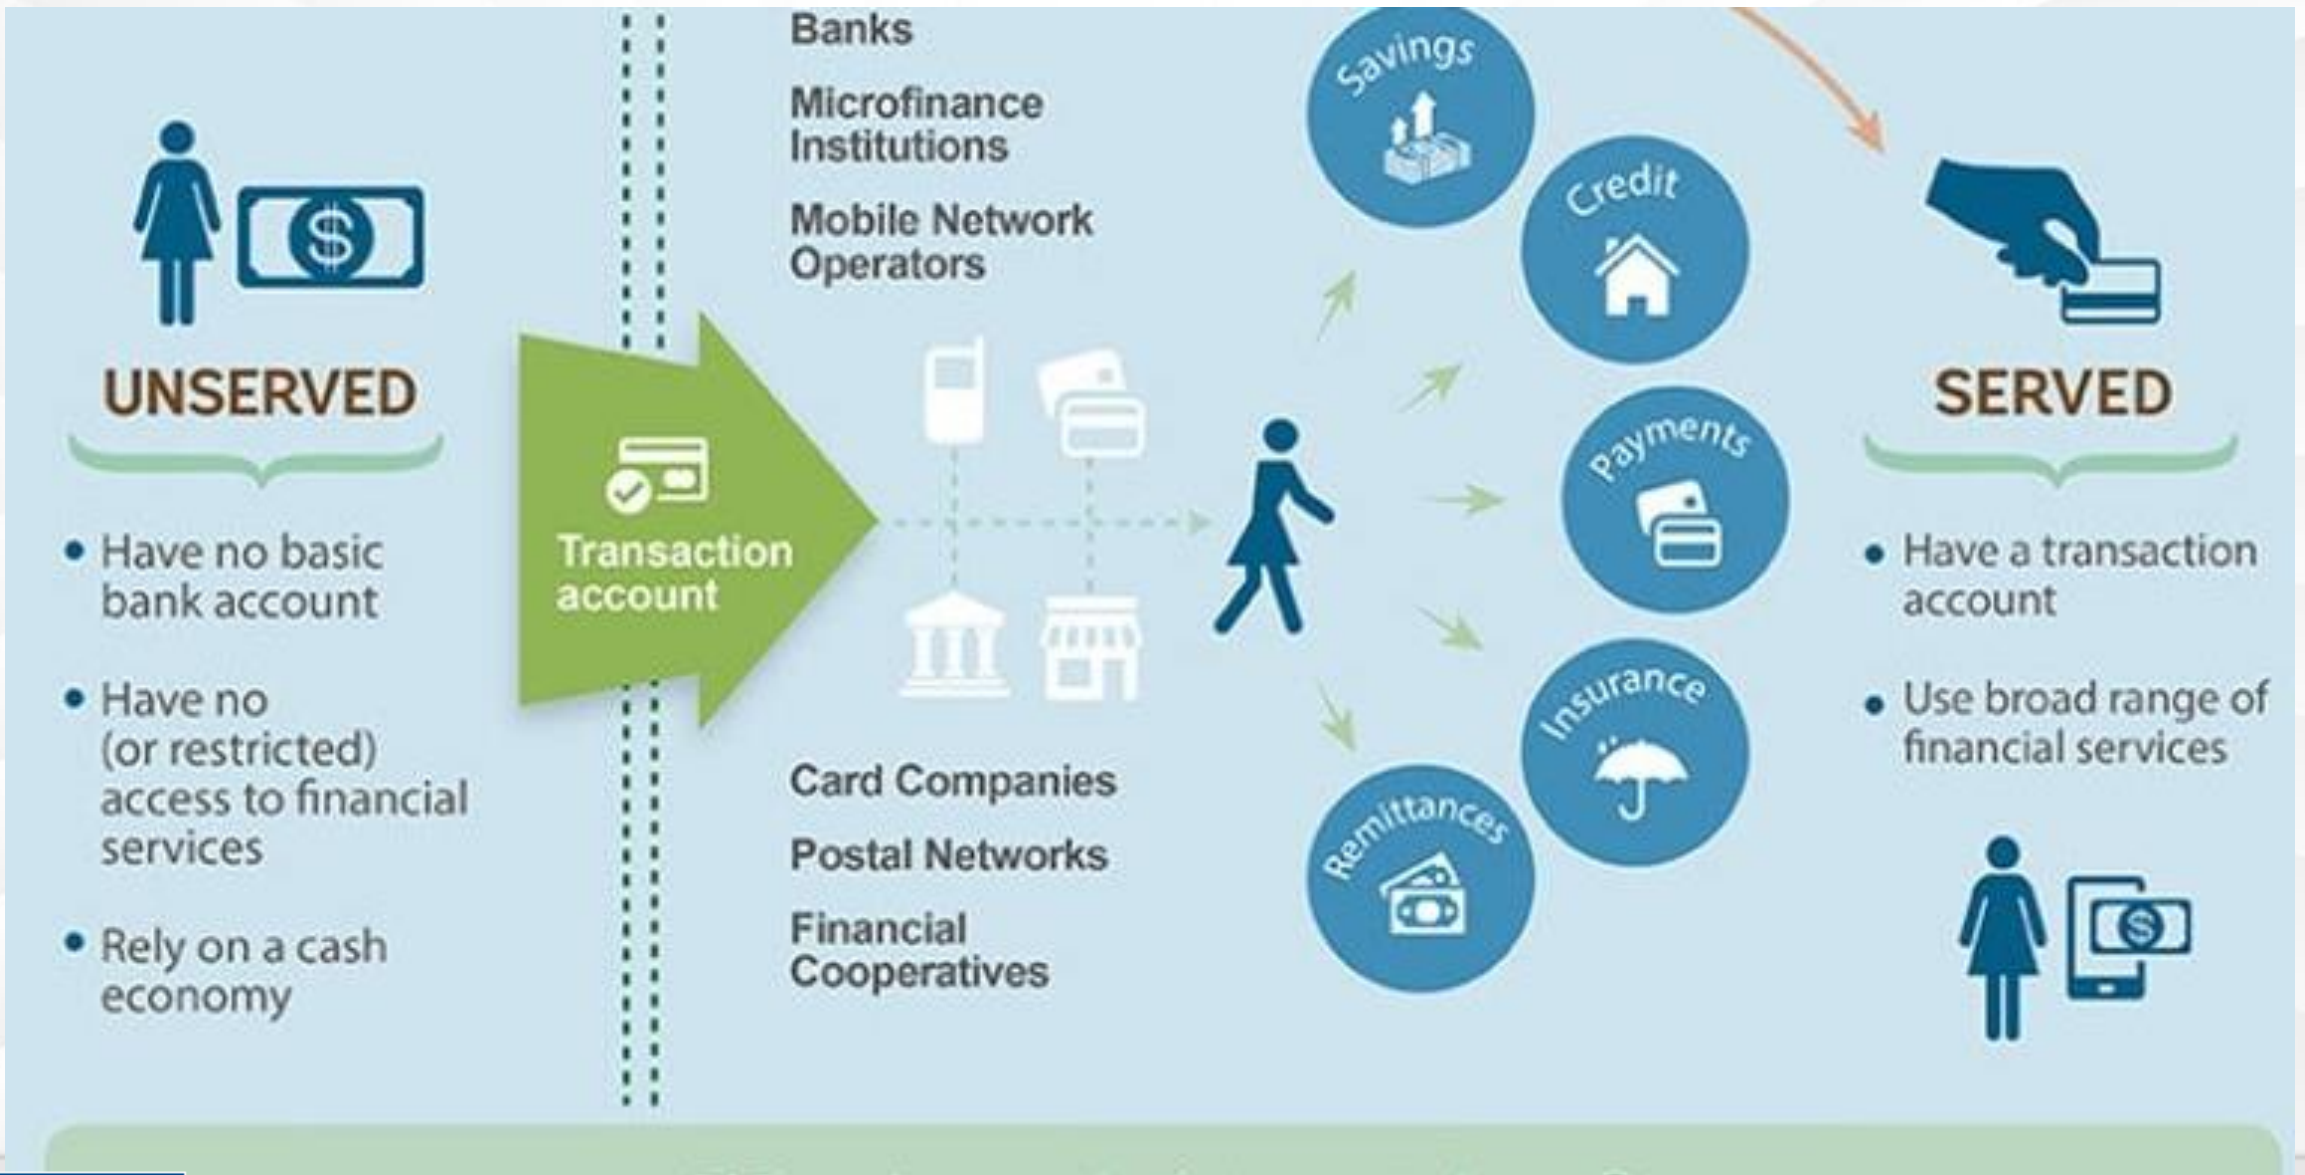 UNSERVED
• Have no basic
bank account
• Have no
(or restricted)
access to financial
services
• Rely on a cash
economy
Transaction
account
Banks
Microfinance
Institutions
Mobile Network
Operators
Card Companies
Postal Networks
Financial
Cooperatives
Savings
Credit
Payments
Insurance
Remittances
SERVED
• Have a transaction
account
• Use broad range of
financial services